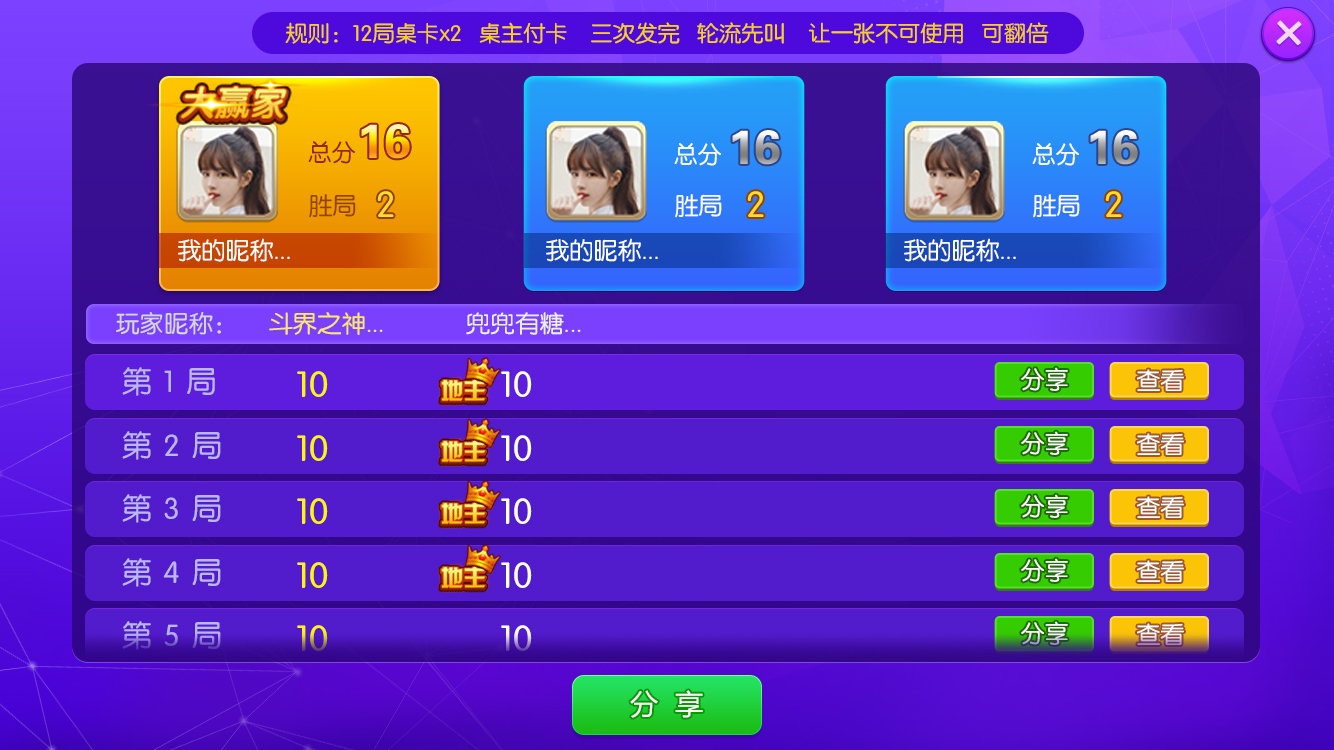 规则：12局桌卡x2 桌主付卡 三次发完 轮流先叫 让一张不可使用 可翻倍
大赢家
总分16
胜局 2
我的昵称...
总分16
胜局 2
我的昵称...
总分16
胜局 2
我的昵称...
玩家昵称： 斗界之神... 兜兜有糖...
第 1 局 10 地主 10 分享 查看
第 2 局 10 地主 10 分享 查看
第 3 局 10 地主 10 分享 查看
第 4 局 10 地主 10 分享 查看
第 5 局 10 10 分享 查看
分 享